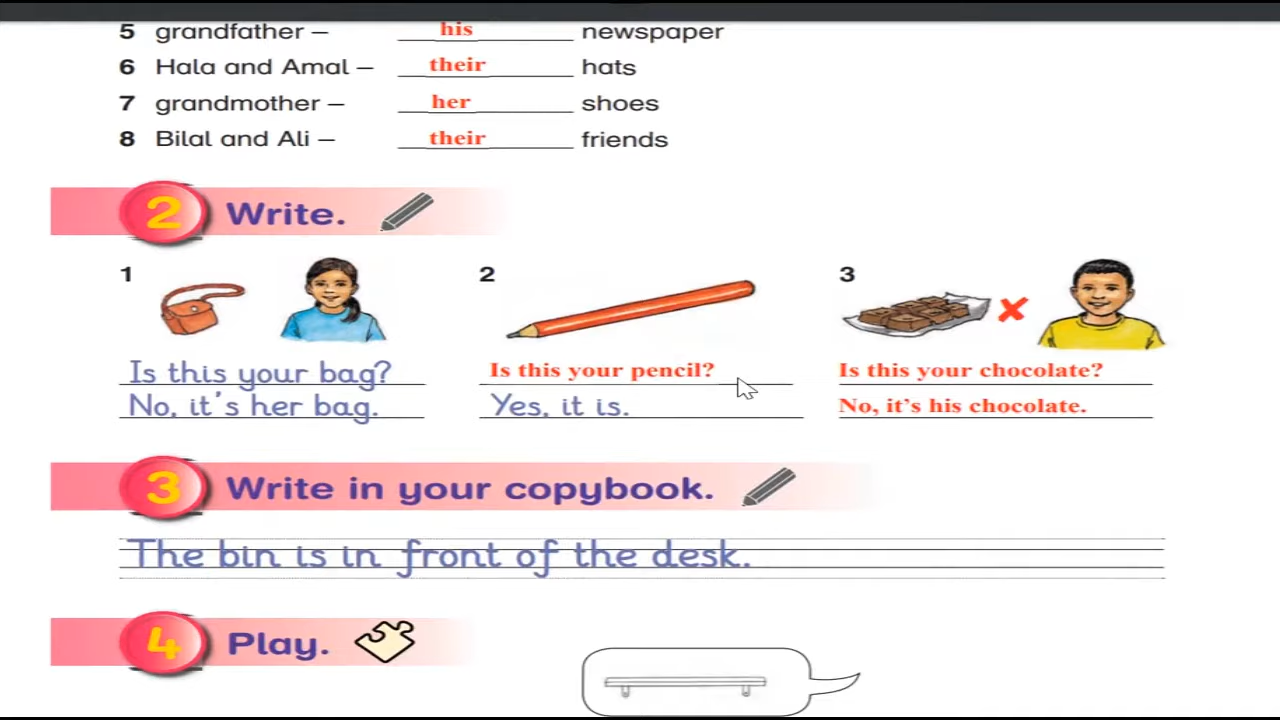 5 grandfather – his newspaper
6 Hala and Amal – their hats
7 grandmother – her shoes
8 Bilal and Ali – their friends
2 Write.
1
Is this your bag?
No, it's her bag.
2
Is this your pencil?
Yes, it is.
3
Is this your chocolate?
No, it's his chocolate.
3 Write in your copybook.
The bin is in front of the desk.
4 Play.